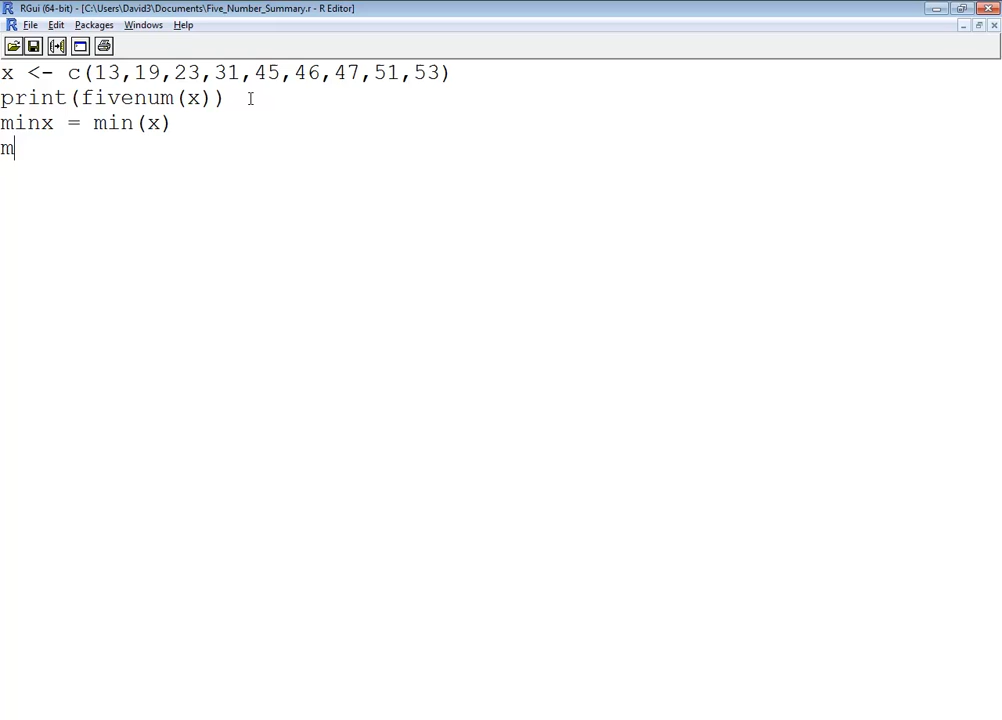 RGui (64-bit) - [C:\Users\David3\Documents\Five_Number_Summary.r - R Editor]
File Edit Packages Windows Help
x <- c(13,19,23,31,45,46,47,51,53)
print(fivenum(x))
minx = min(x)
m